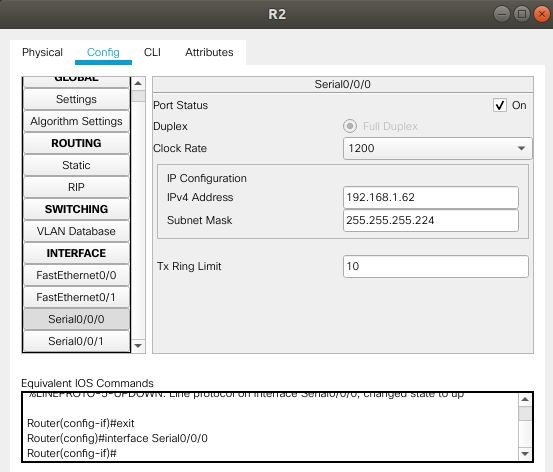 R2
Physical
Config
CLI
Attributes
GLOBAL
Settings
Algorithm Settings
ROUTING
Static
RIP
SWITCHING
VLAN Database
INTERFACE
FastEthernet0/0
FastEthernet0/1
Serial0/0/0
Serial0/0/1
Serial0/0/0
Port Status
On
Duplex
Full Duplex
Clock Rate
1200
IP Configuration
IPv4 Address
192.168.1.62
Subnet Mask
255.255.255.224
Tx Ring Limit
10
Equivalent IOS Commands
%LINEPROTO-5-UPDOWN: Line protocol on Interface Serial0/0/0, changed state to up
Router(config-if)#exit
Router(config)#interface Serial0/0/0
Router(config-if)#